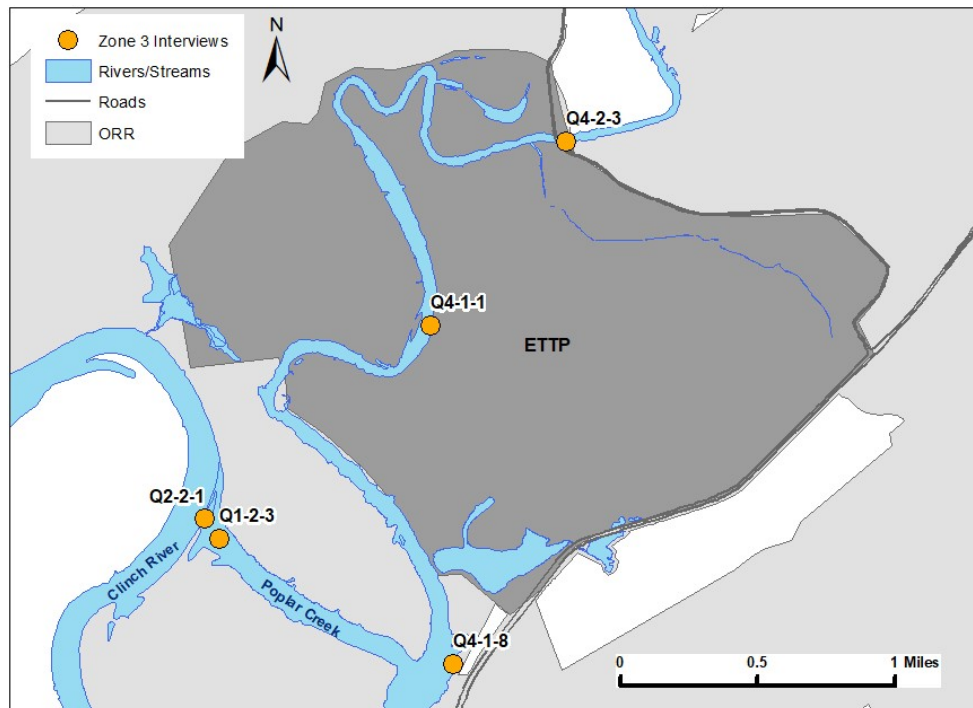 Zone 3 Interviews
Rivers/Streams
Roads
ORR
N
Q4-2-3
Q4-1-1
ETTP
Q2-2-1
Q1-2-3
Clinch River
Poplar Creek
Q4-1-8
0 0.5 1 Miles